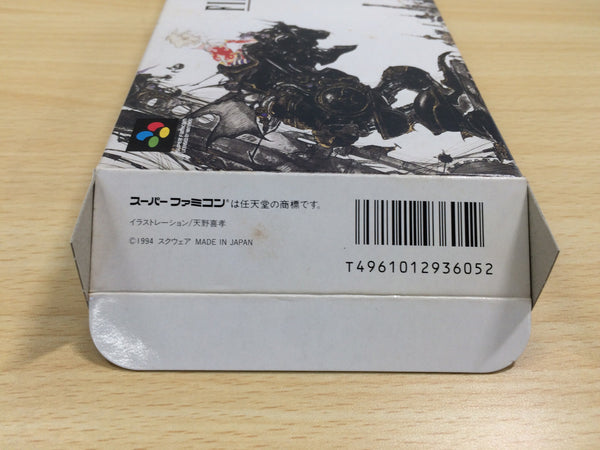 スーパーファミコン®は任天堂の商標です。
イラストレーション/天野喜孝
©1994 スクウェア MADE IN JAPAN
T4961012936052